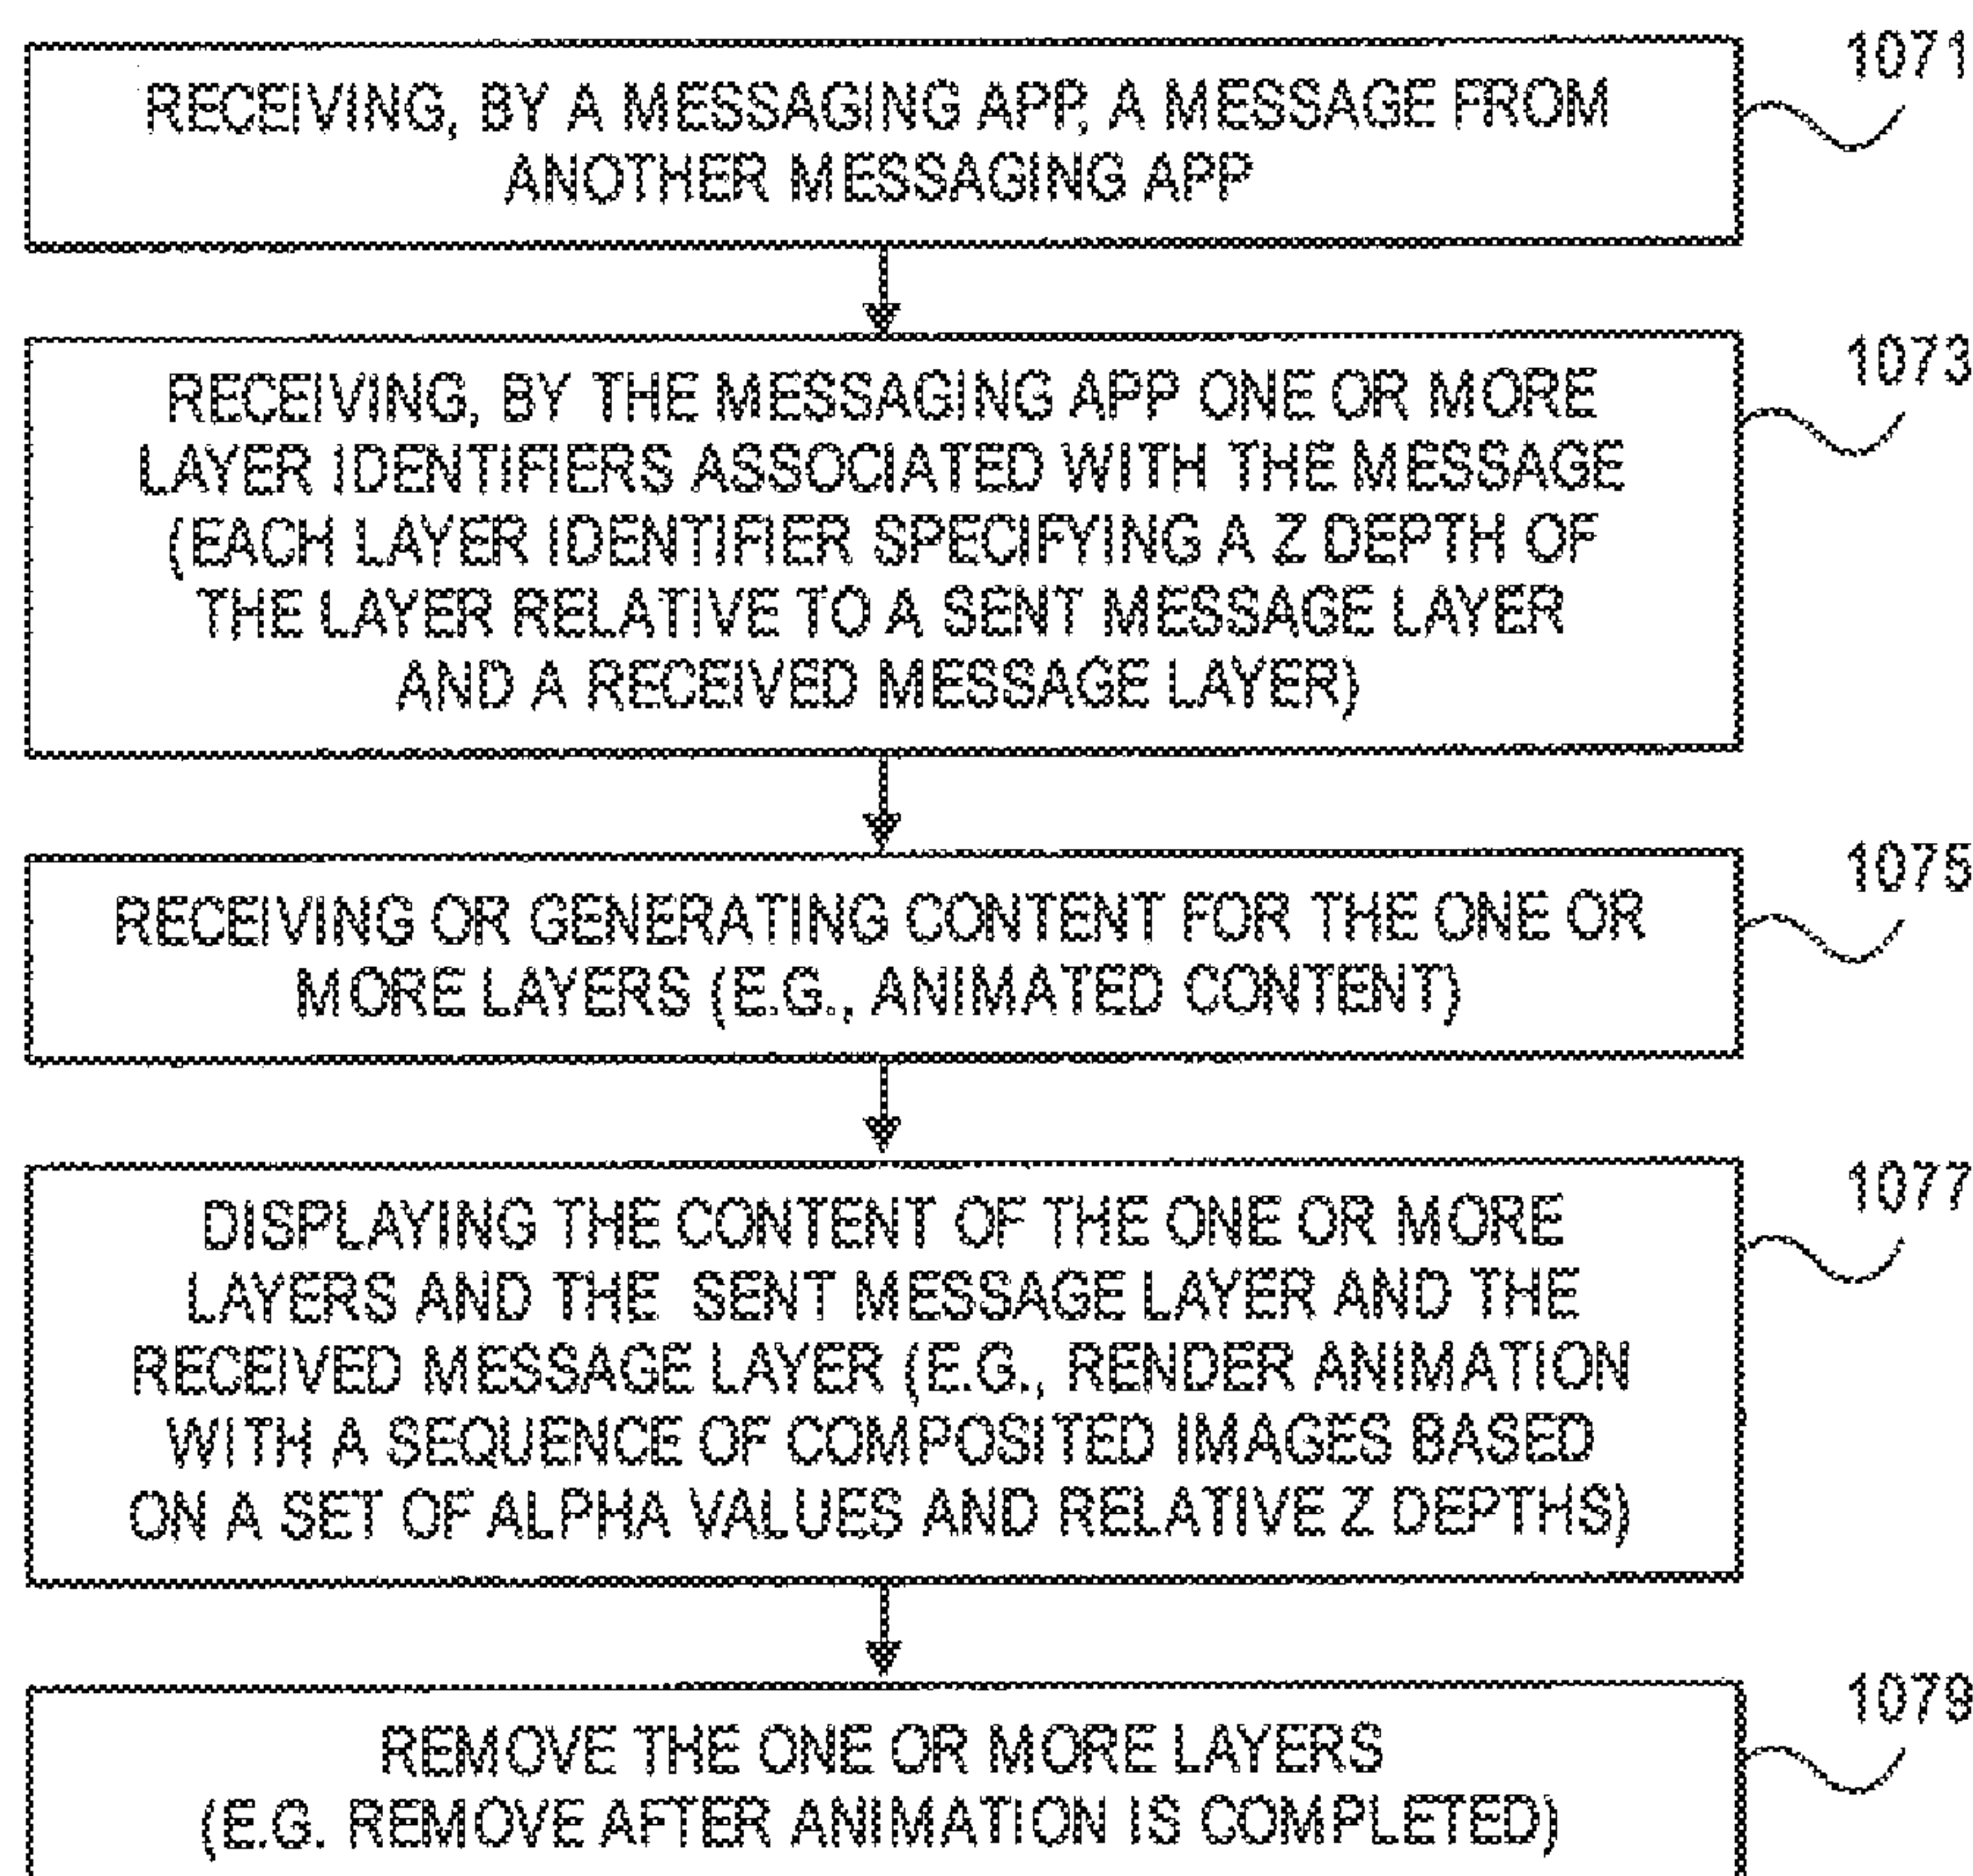 1071
RECEIVING, BY A MESSAGING APP, A MESSAGE FROM
ANOTHER MESSAGING APP
1073
RECEIVING, BY THE MESSAGING APP ONE OR MORE
LAYER IDENTIFIERS ASSOCIATED WITH THE MESSAGE
(EACH LAYER IDENTIFIER SPECIFYING A Z DEPTH OF
THE LAYER RELATIVE TO A SENT MESSAGE LAYER
AND A RECEIVED MESSAGE LAYER)
1075
RECEIVING OR GENERATING CONTENT FOR THE ONE OR
MORE LAYERS (E.G., ANIMATED CONTENT)
1077
DISPLAYING THE CONTENT OF THE ONE OR MORE
LAYERS AND THE SENT MESSAGE LAYER AND THE
RECEIVED MESSAGE LAYER (E.G., RENDER ANIMATION
WITH A SEQUENCE OF COMPOSITED IMAGES BASED
ON A SET OF ALPHA VALUES AND RELATIVE Z DEPTHS)
1079
REMOVE THE ONE OR MORE LAYERS
(E.G. REMOVE AFTER ANIMATION IS COMPLETED)